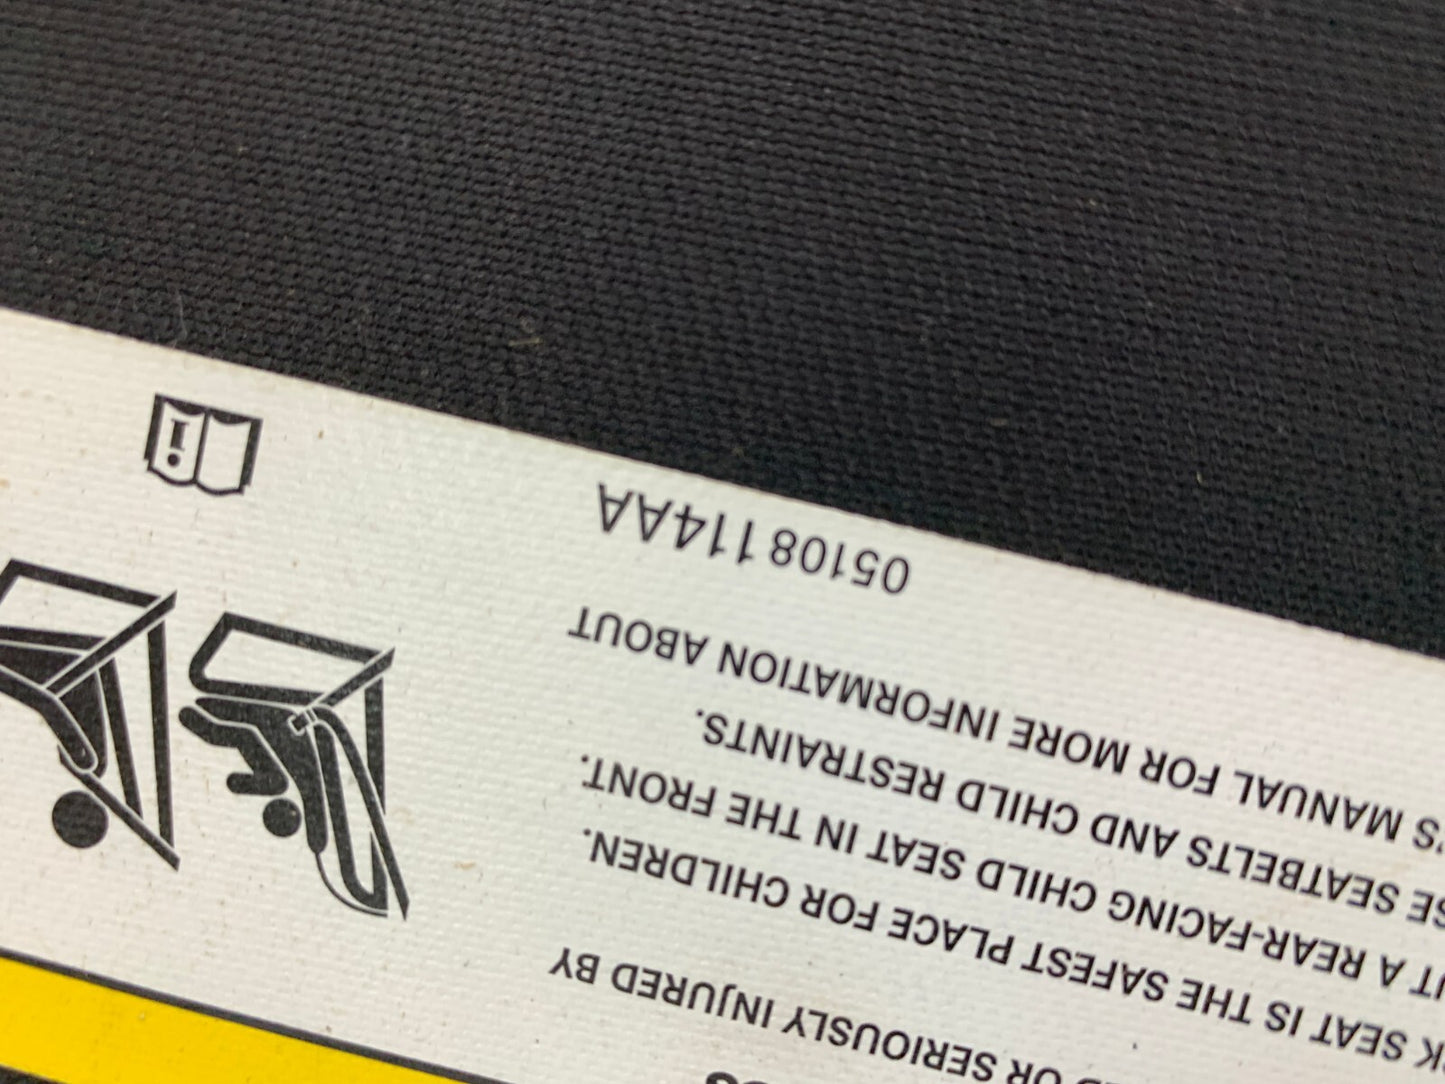 OR SERIOUSLY INJURED BY
SEAT IS THE SAFEST PLACE FOR CHILDREN.
A REAR-FACING CHILD SEAT IN THE FRONT.
SEATBELTS AND CHILD RESTRAINTS.
'S MANUAL FOR MORE INFORMATION ABOUT
05108114AA